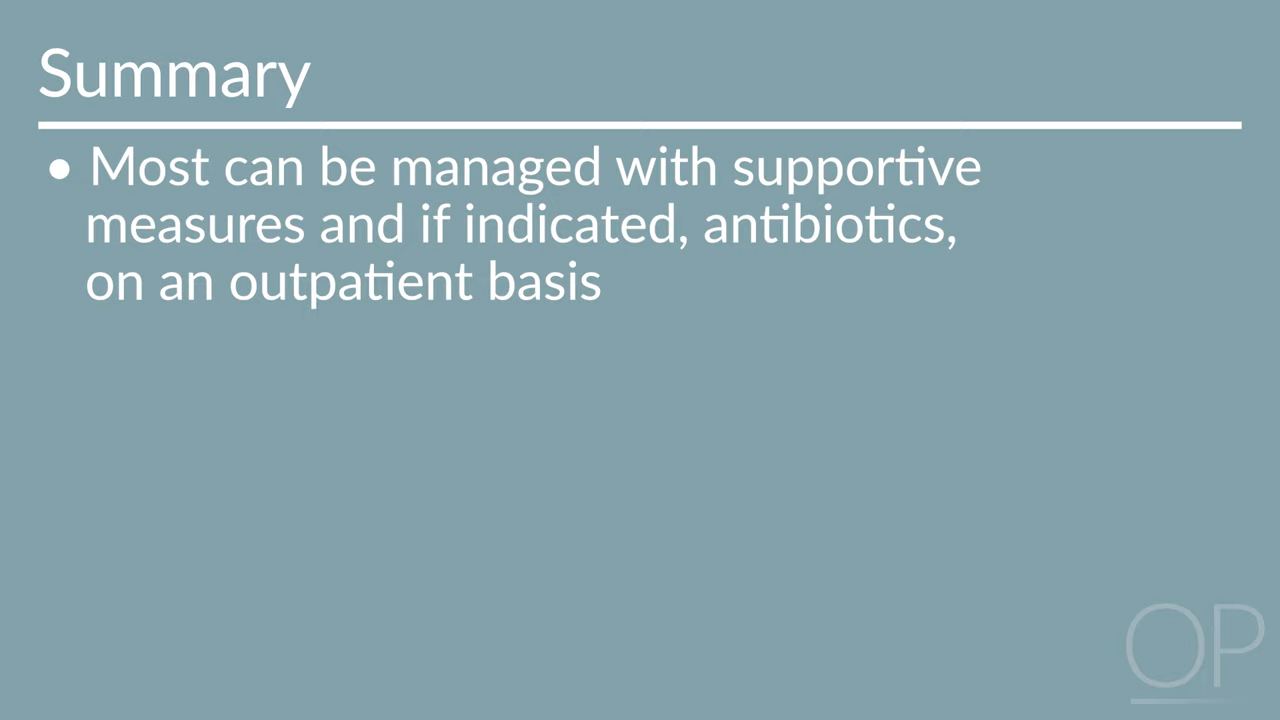 Summary
• Most can be managed with supportive
measures and if indicated, antibiotics,
on an outpatient basis
OP